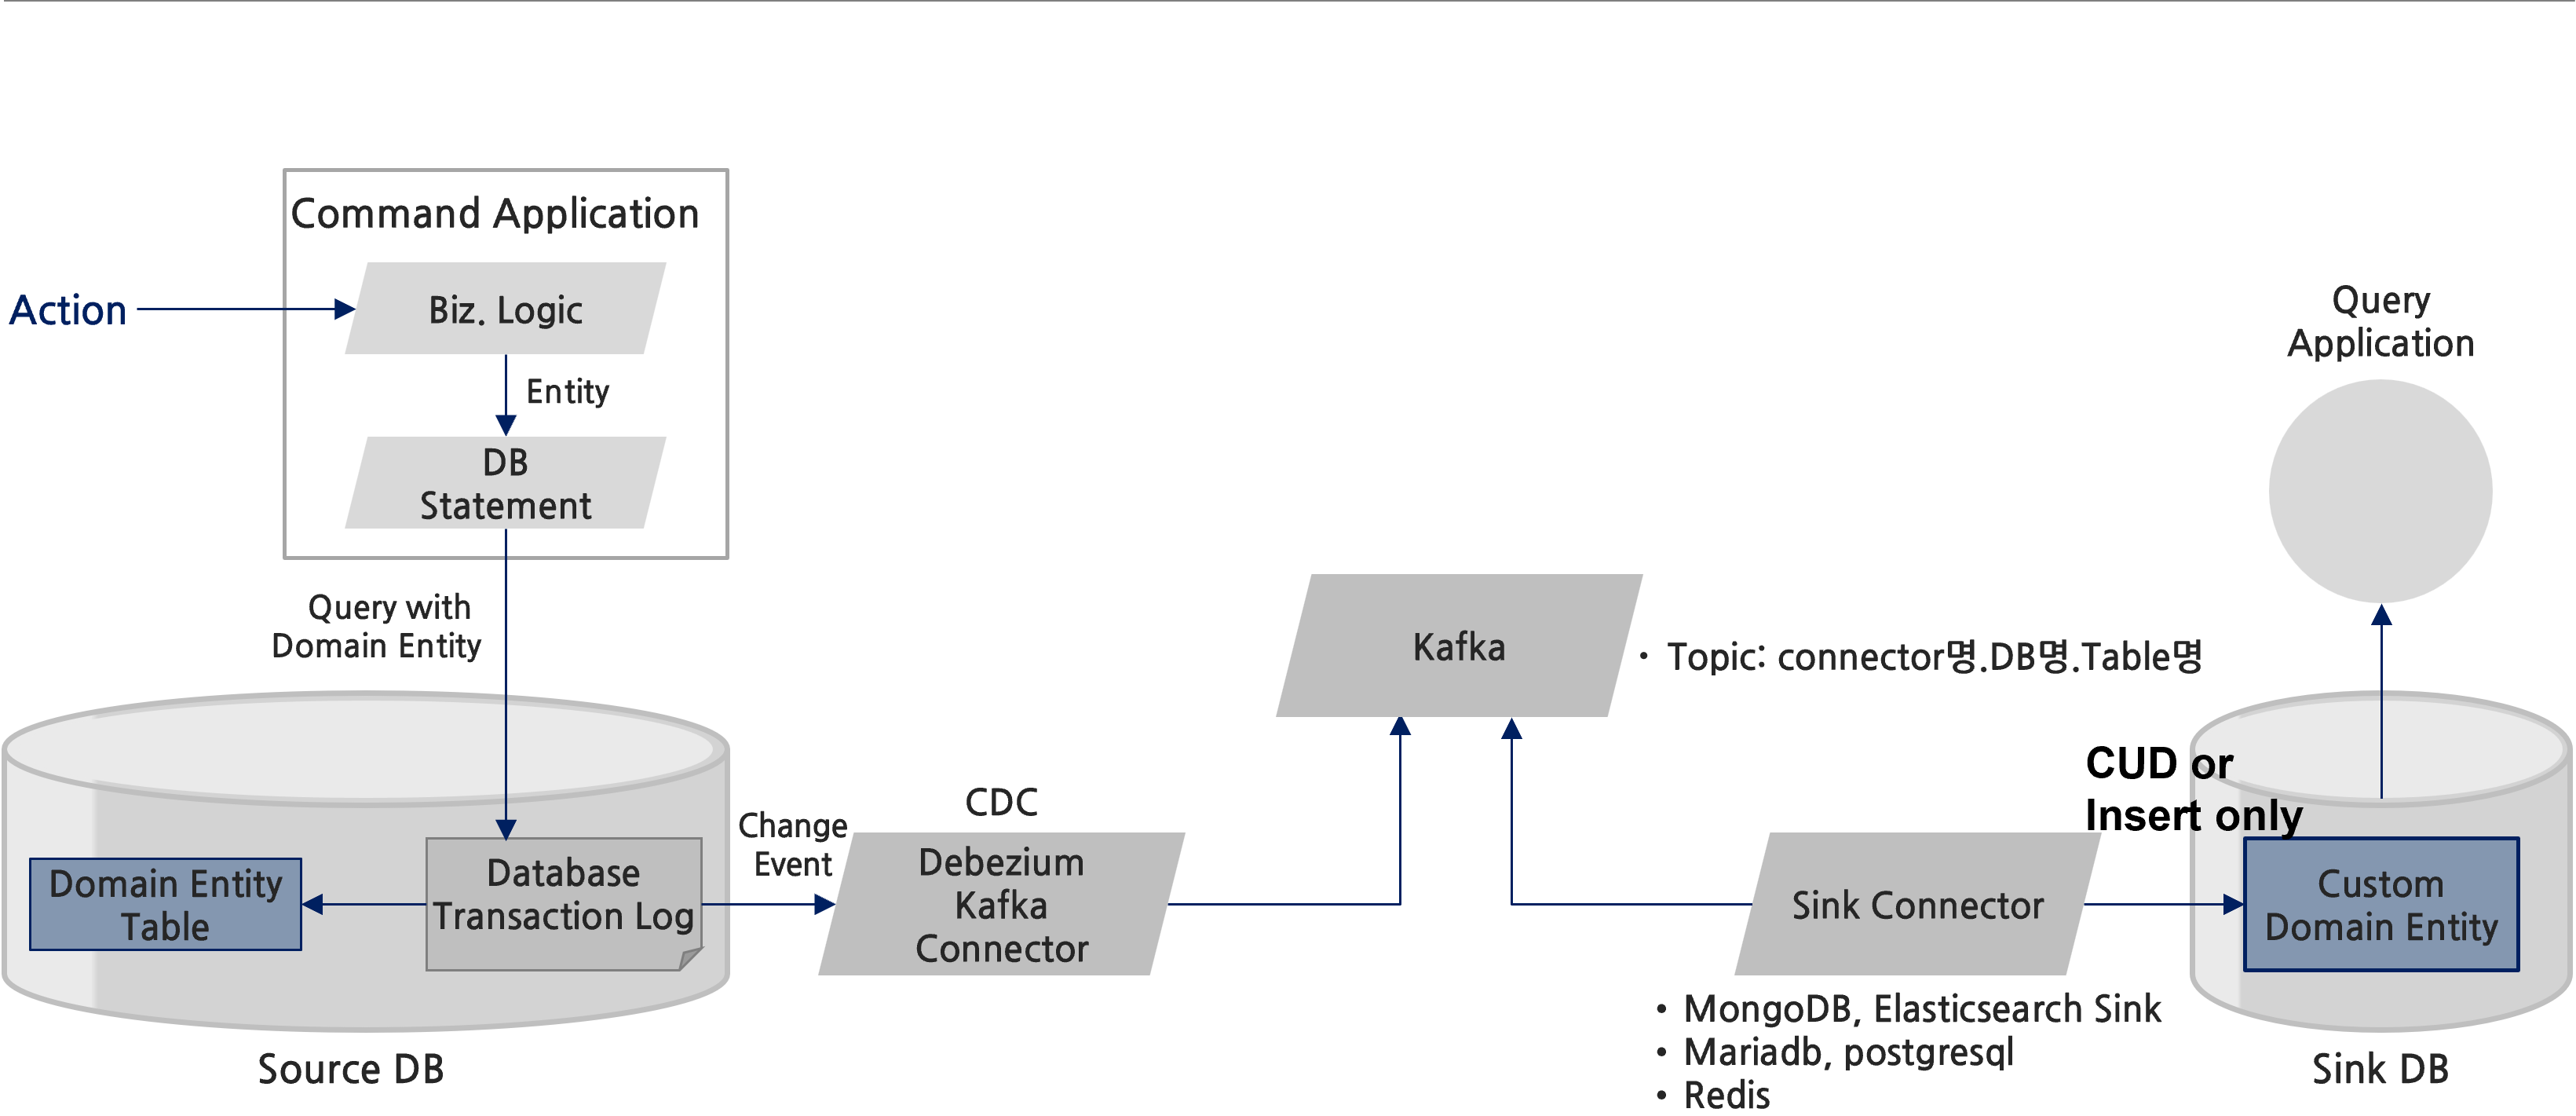 Command Application
Action
Biz. Logic
Entity
DB
Statement
Query with
Domain Entity
Domain Entity
Table
Database
Transaction Log
Source DB
Change
Event
CDC
Debezium
Kafka
Connector
Kafka
• Topic: connector명.DB명.Table명
Sink Connector
• MongoDB, Elasticsearch Sink
• Mariadb, postgresql
• Redis
Query
Application
CUD or
Insert only
Custom
Domain Entity
Sink DB